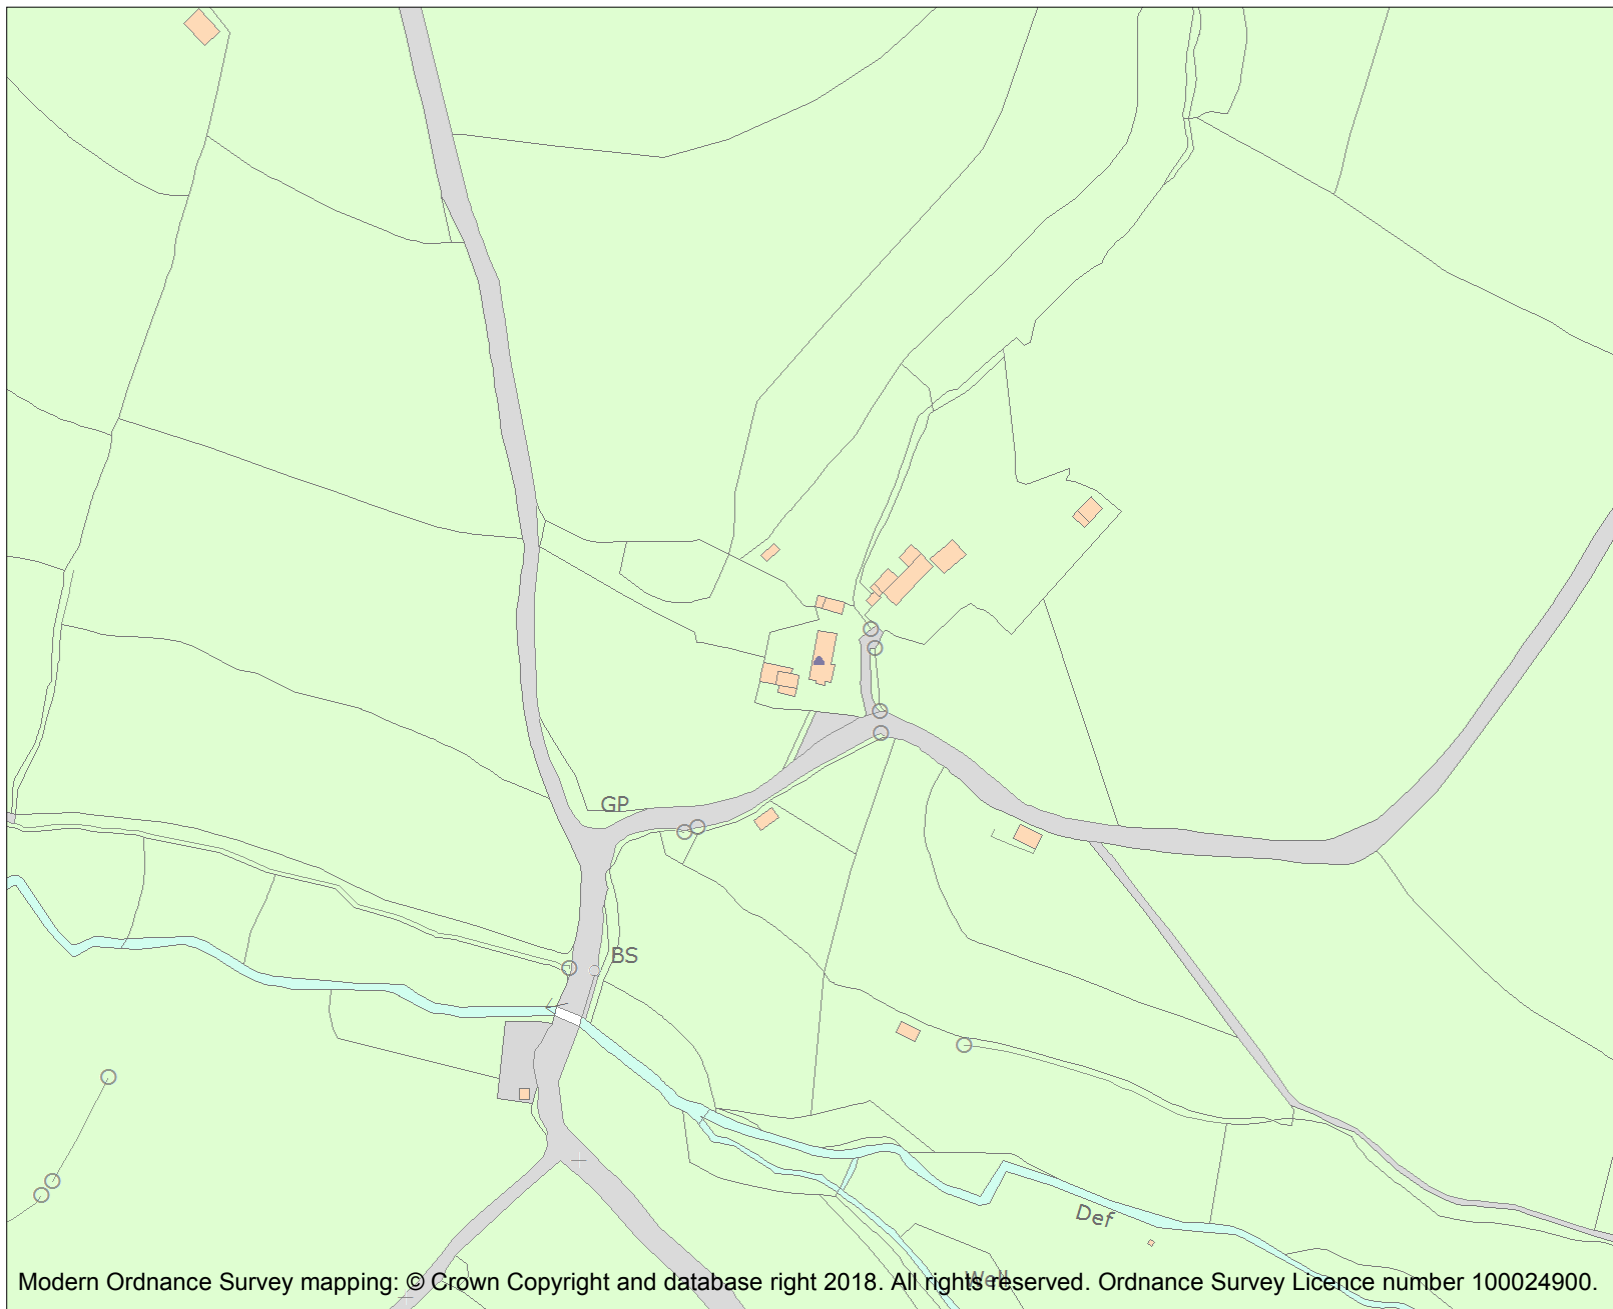 GP
BS
Def
Well
Modern Ordnance Survey mapping: © Crown Copyright and database right 2018. All rights reserved. Ordnance Survey Licence number 100024900.